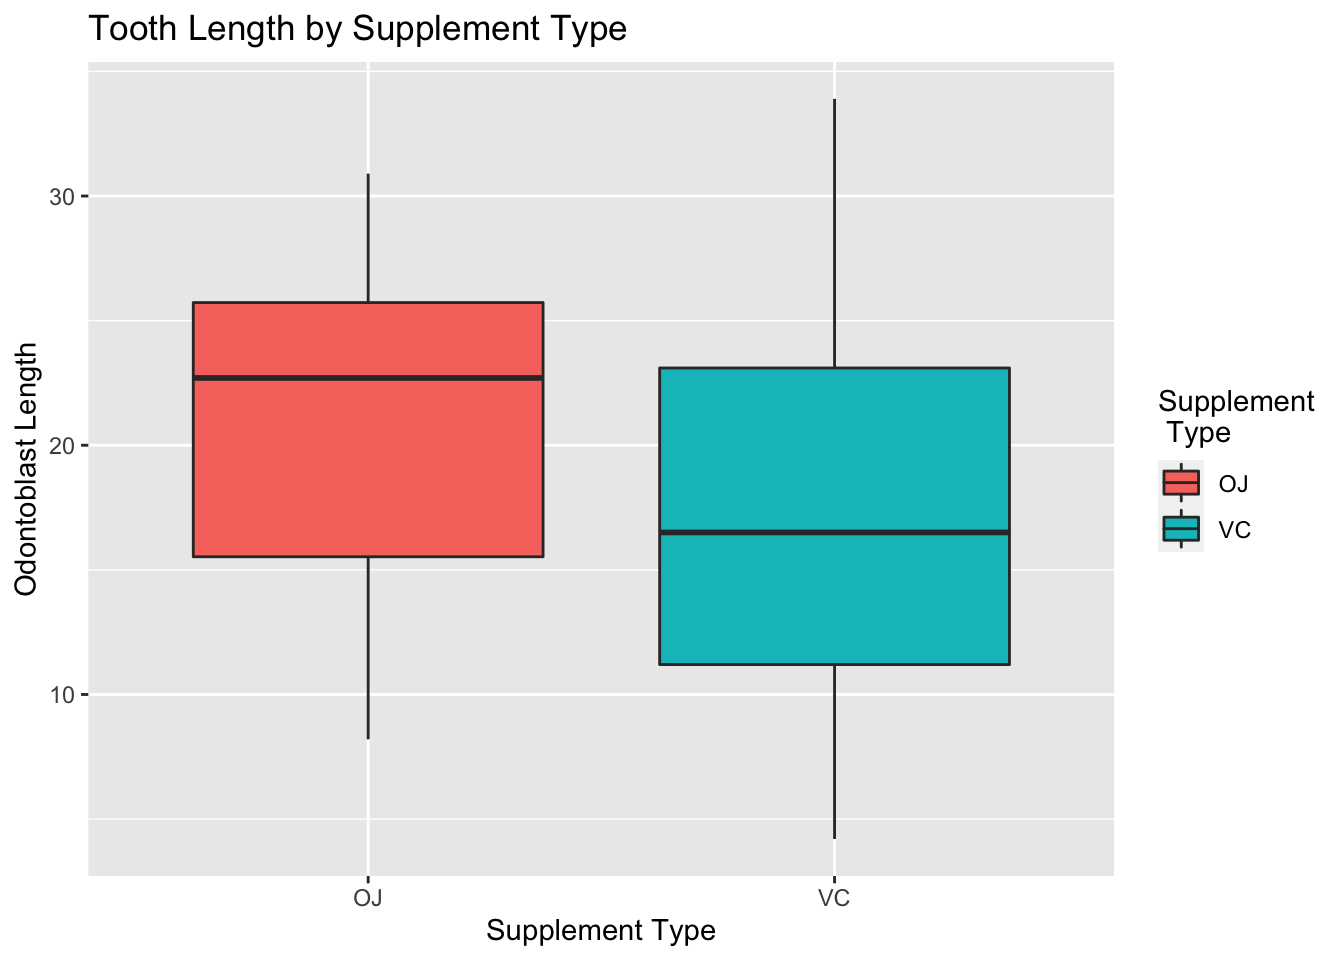 Tooth Length by Supplement Type
Odontoblast Length
30
20
10
OJ
VC
Supplement Type
Supplement
Type
OJ
VC